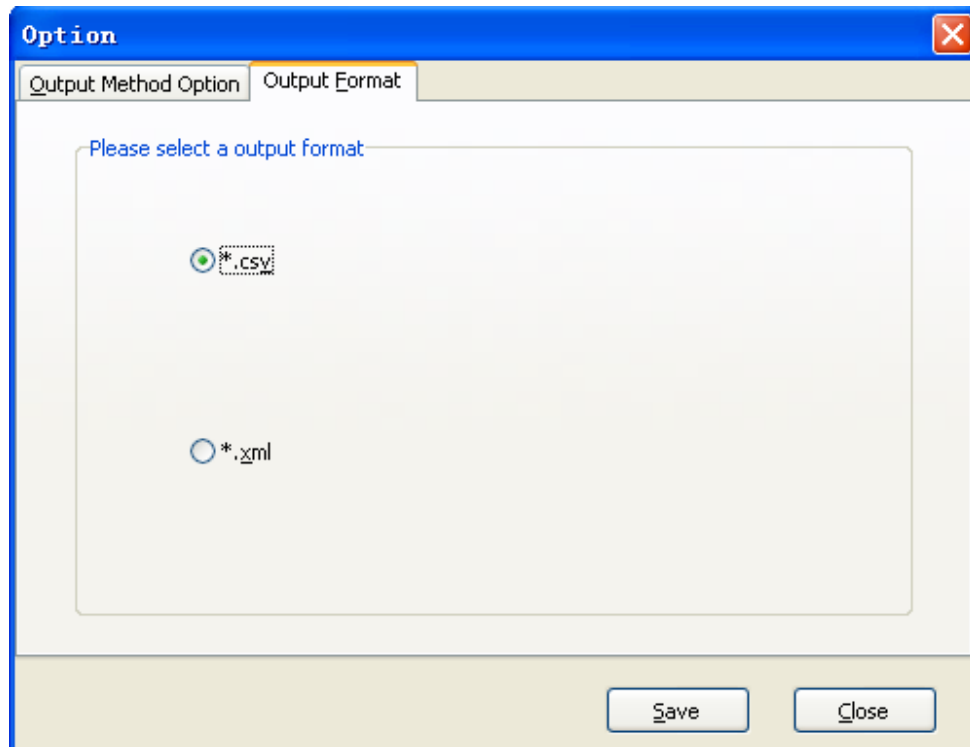 Option
Output Method Option
Output Format
Please select a output format
*.csv
*.xml
Save
Close